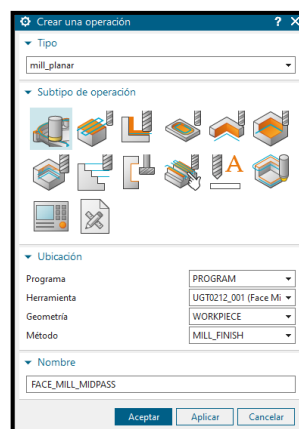 Crear una operación
Tipo
mill_planar
Subtipo de operación
A
Ubicación
Programa PROGRAM
Herramienta UGT0212_001 (Face Mi
Geometría WORKPIECE
Método MILL_FINISH
Nombre
FACE_MILL_MIDPASS
Aceptar Aplicar Cancelar